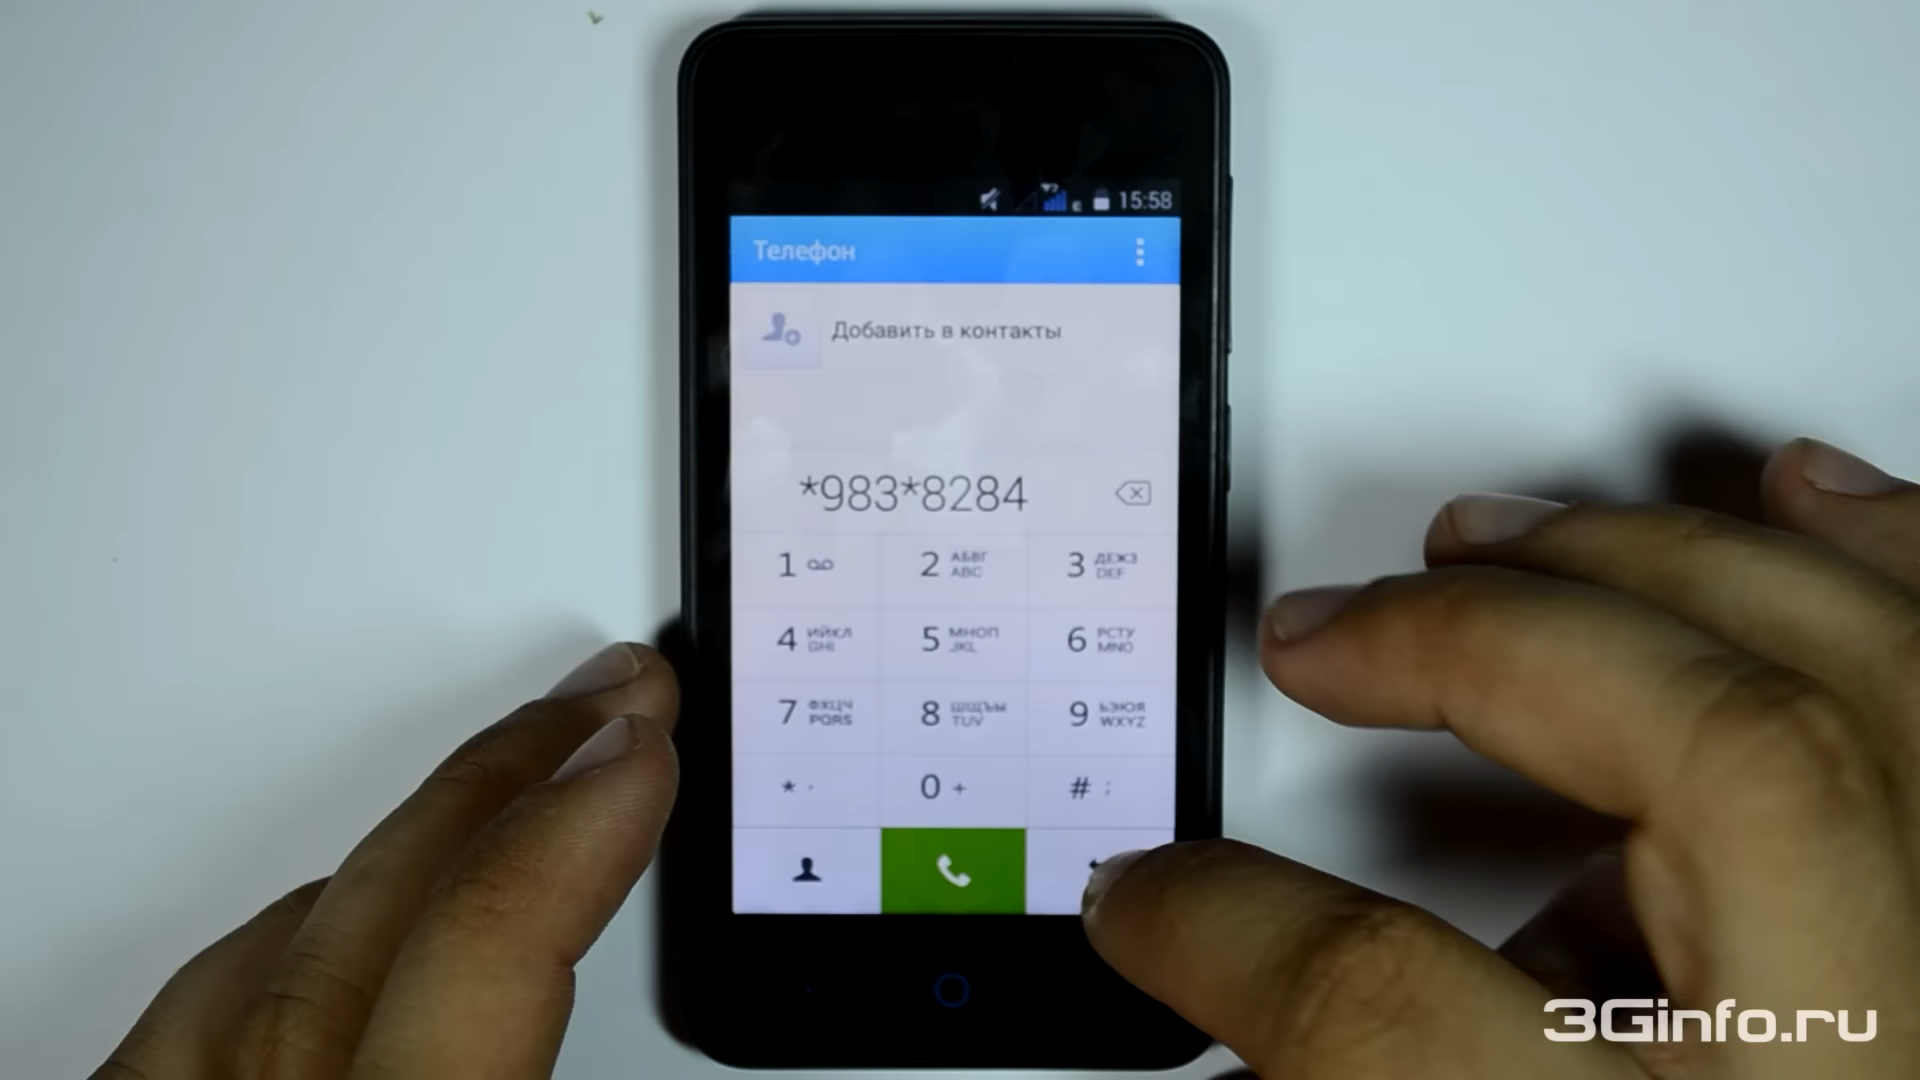 15:58
Телефон
Добавить в контакты
*983*8284
1
2 АБВГ ABC
3 ДЕЖЗ DEF
4 ИЙКЛ GHI
5 МНОП JKL
6 РСТУ MNO
7 ФХЦЧ PQRS
8 ШЩЪЫ TUV
9 ЬЭЮЯ WXYZ
* ,
0 +
# ;
3Ginfo.ru